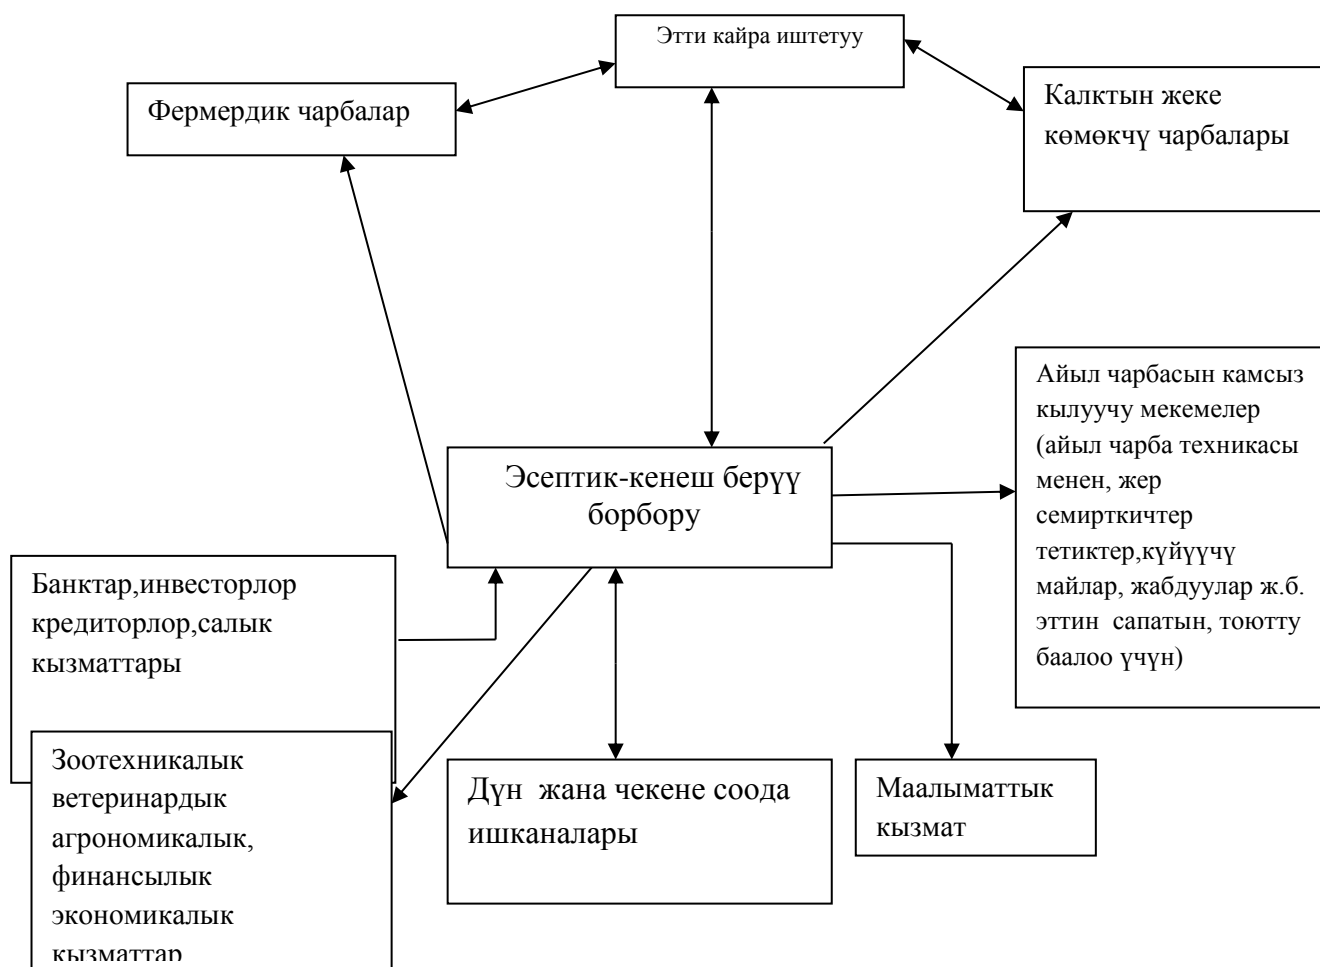 Этти кайра иштетуу
Фермердик чарбалар
Калктын жеке
көмөкчү чарбалары
Айыл чарбасын камсыз
кылуучу мекемелер
(айыл чарба техникасы
менен, жер
семирткичтер
тетиктер,күйүүчү
майлар, жабдуулар ж.б.
эттин сапатын, тоютту
баалоо үчүн)
Эсептик-кенеш берүү
борбору
Банктар,инвесторлор
кредиторлор,салык
кызматтары
Зоотехникалык
ветеринардык
агрономикалык,
финансылык
экономикалык
кызматтар
Дүн жана чекене соода
ишканалары
Маалыматтык
кызмат